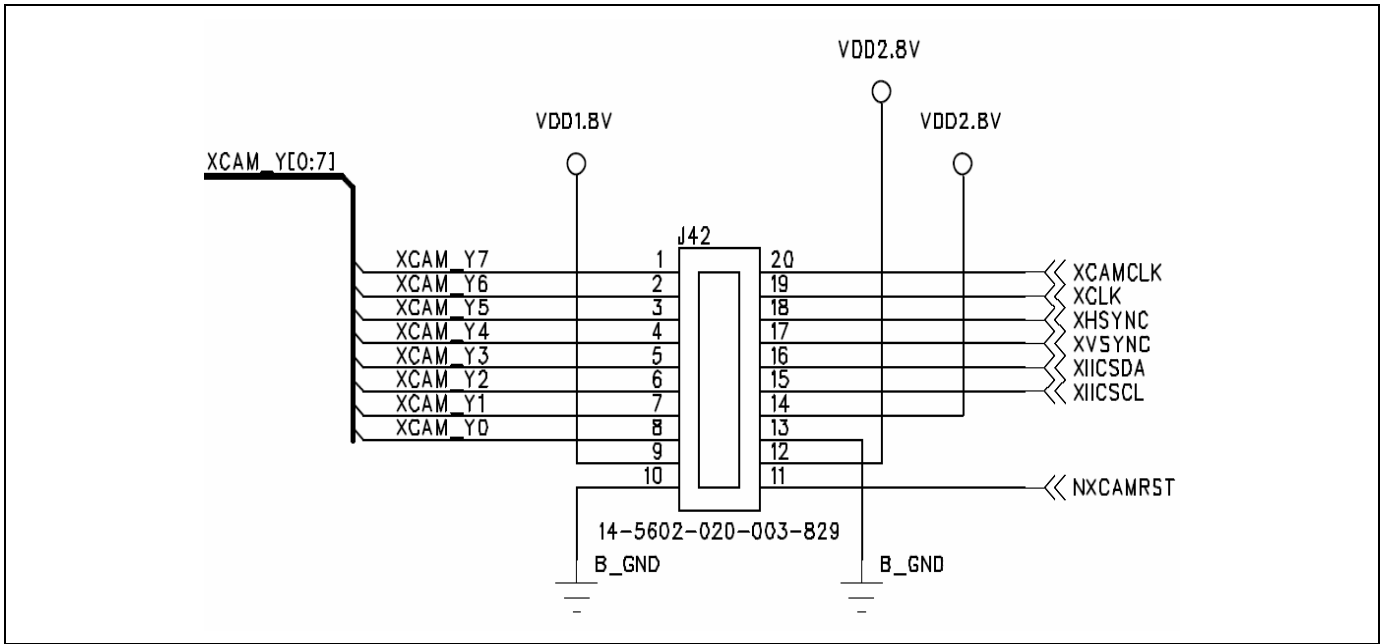 VDD2.8V
VDD1.8V
VDD2.8V
XCAM_Y[0:7]
J42
XCAM_Y7 1 20 XCAMCLK
XCAM_Y6 2 19 XCLK
XCAM_Y5 3 18 XHSYNC
XCAM_Y4 4 17 XVSYNC
XCAM_Y3 5 16 XIICSDA
XCAM_Y2 6 15 XIICSCL
XCAM_Y1 7 14
XCAM_Y0 8 13
9 12
10 11 NXCAMRST
14-5602-020-003-829
B_GND B_GND